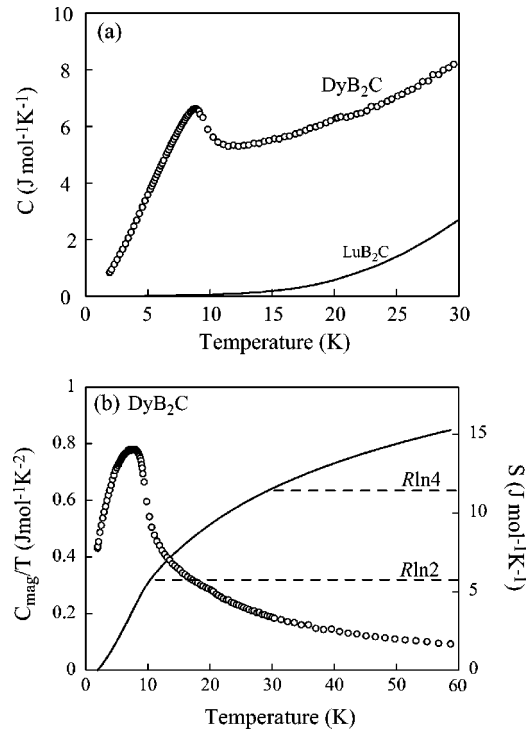 (a)
10
8
6
4
2
0
C (J mol⁻¹K⁻¹)
DyB₂C
LuB₂C
0 5 10 15 20 25 30
Temperature (K)
(b) DyB₂C
1
0.8
0.6
0.4
0.2
0
C_mag/T (Jmol⁻¹K⁻²)
Rln4
Rln2
15
10
5
0
S (J mol⁻¹K⁻¹)
0 10 20 30 40 50 60
Temperature (K)